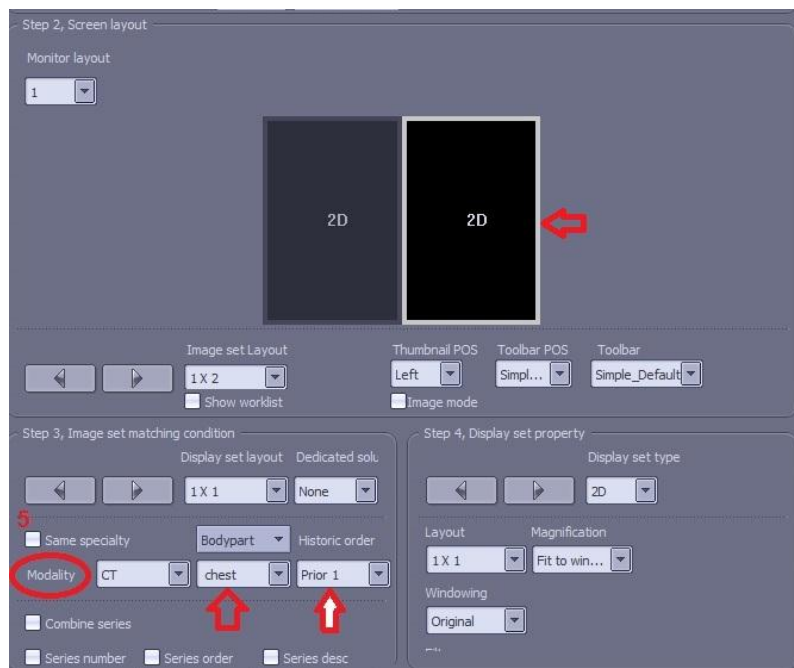 Step 2, Screen layout
Monitor layout
1
2D 2D
Image set Layout Thumbnail POS Toolbar POS Toolbar
1 X 2 Left Simpl... Simple_Default
Show worklist Image mode
Step 3, Image set matching condition
Display set layout Dedicated solu
1 X 1 None
5
Same specialty Bodypart Historic order
Modality CT chest Prior 1
Combine series
Series number Series order Series desc
Step 4, Display set property
Display set type
2D
Layout Magnification
1 X 1 Fit to win...
Windowing
Original